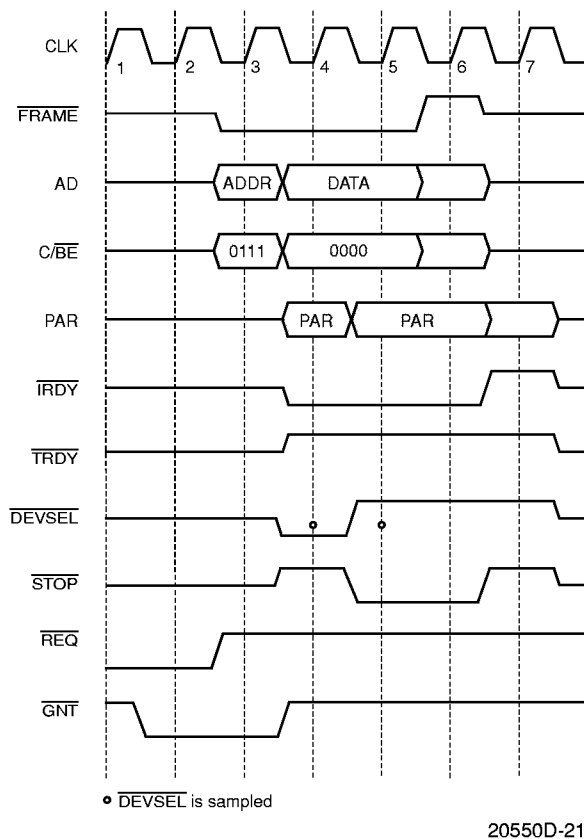 CLK
1 2 3 4 5 6 7
FRAME
AD
ADDR DATA
C/BE
0111 0000
PAR
PAR PAR
IRDY
TRDY
DEVSEL
STOP
REQ
GNT
DEVSEL is sampled
20550D-21